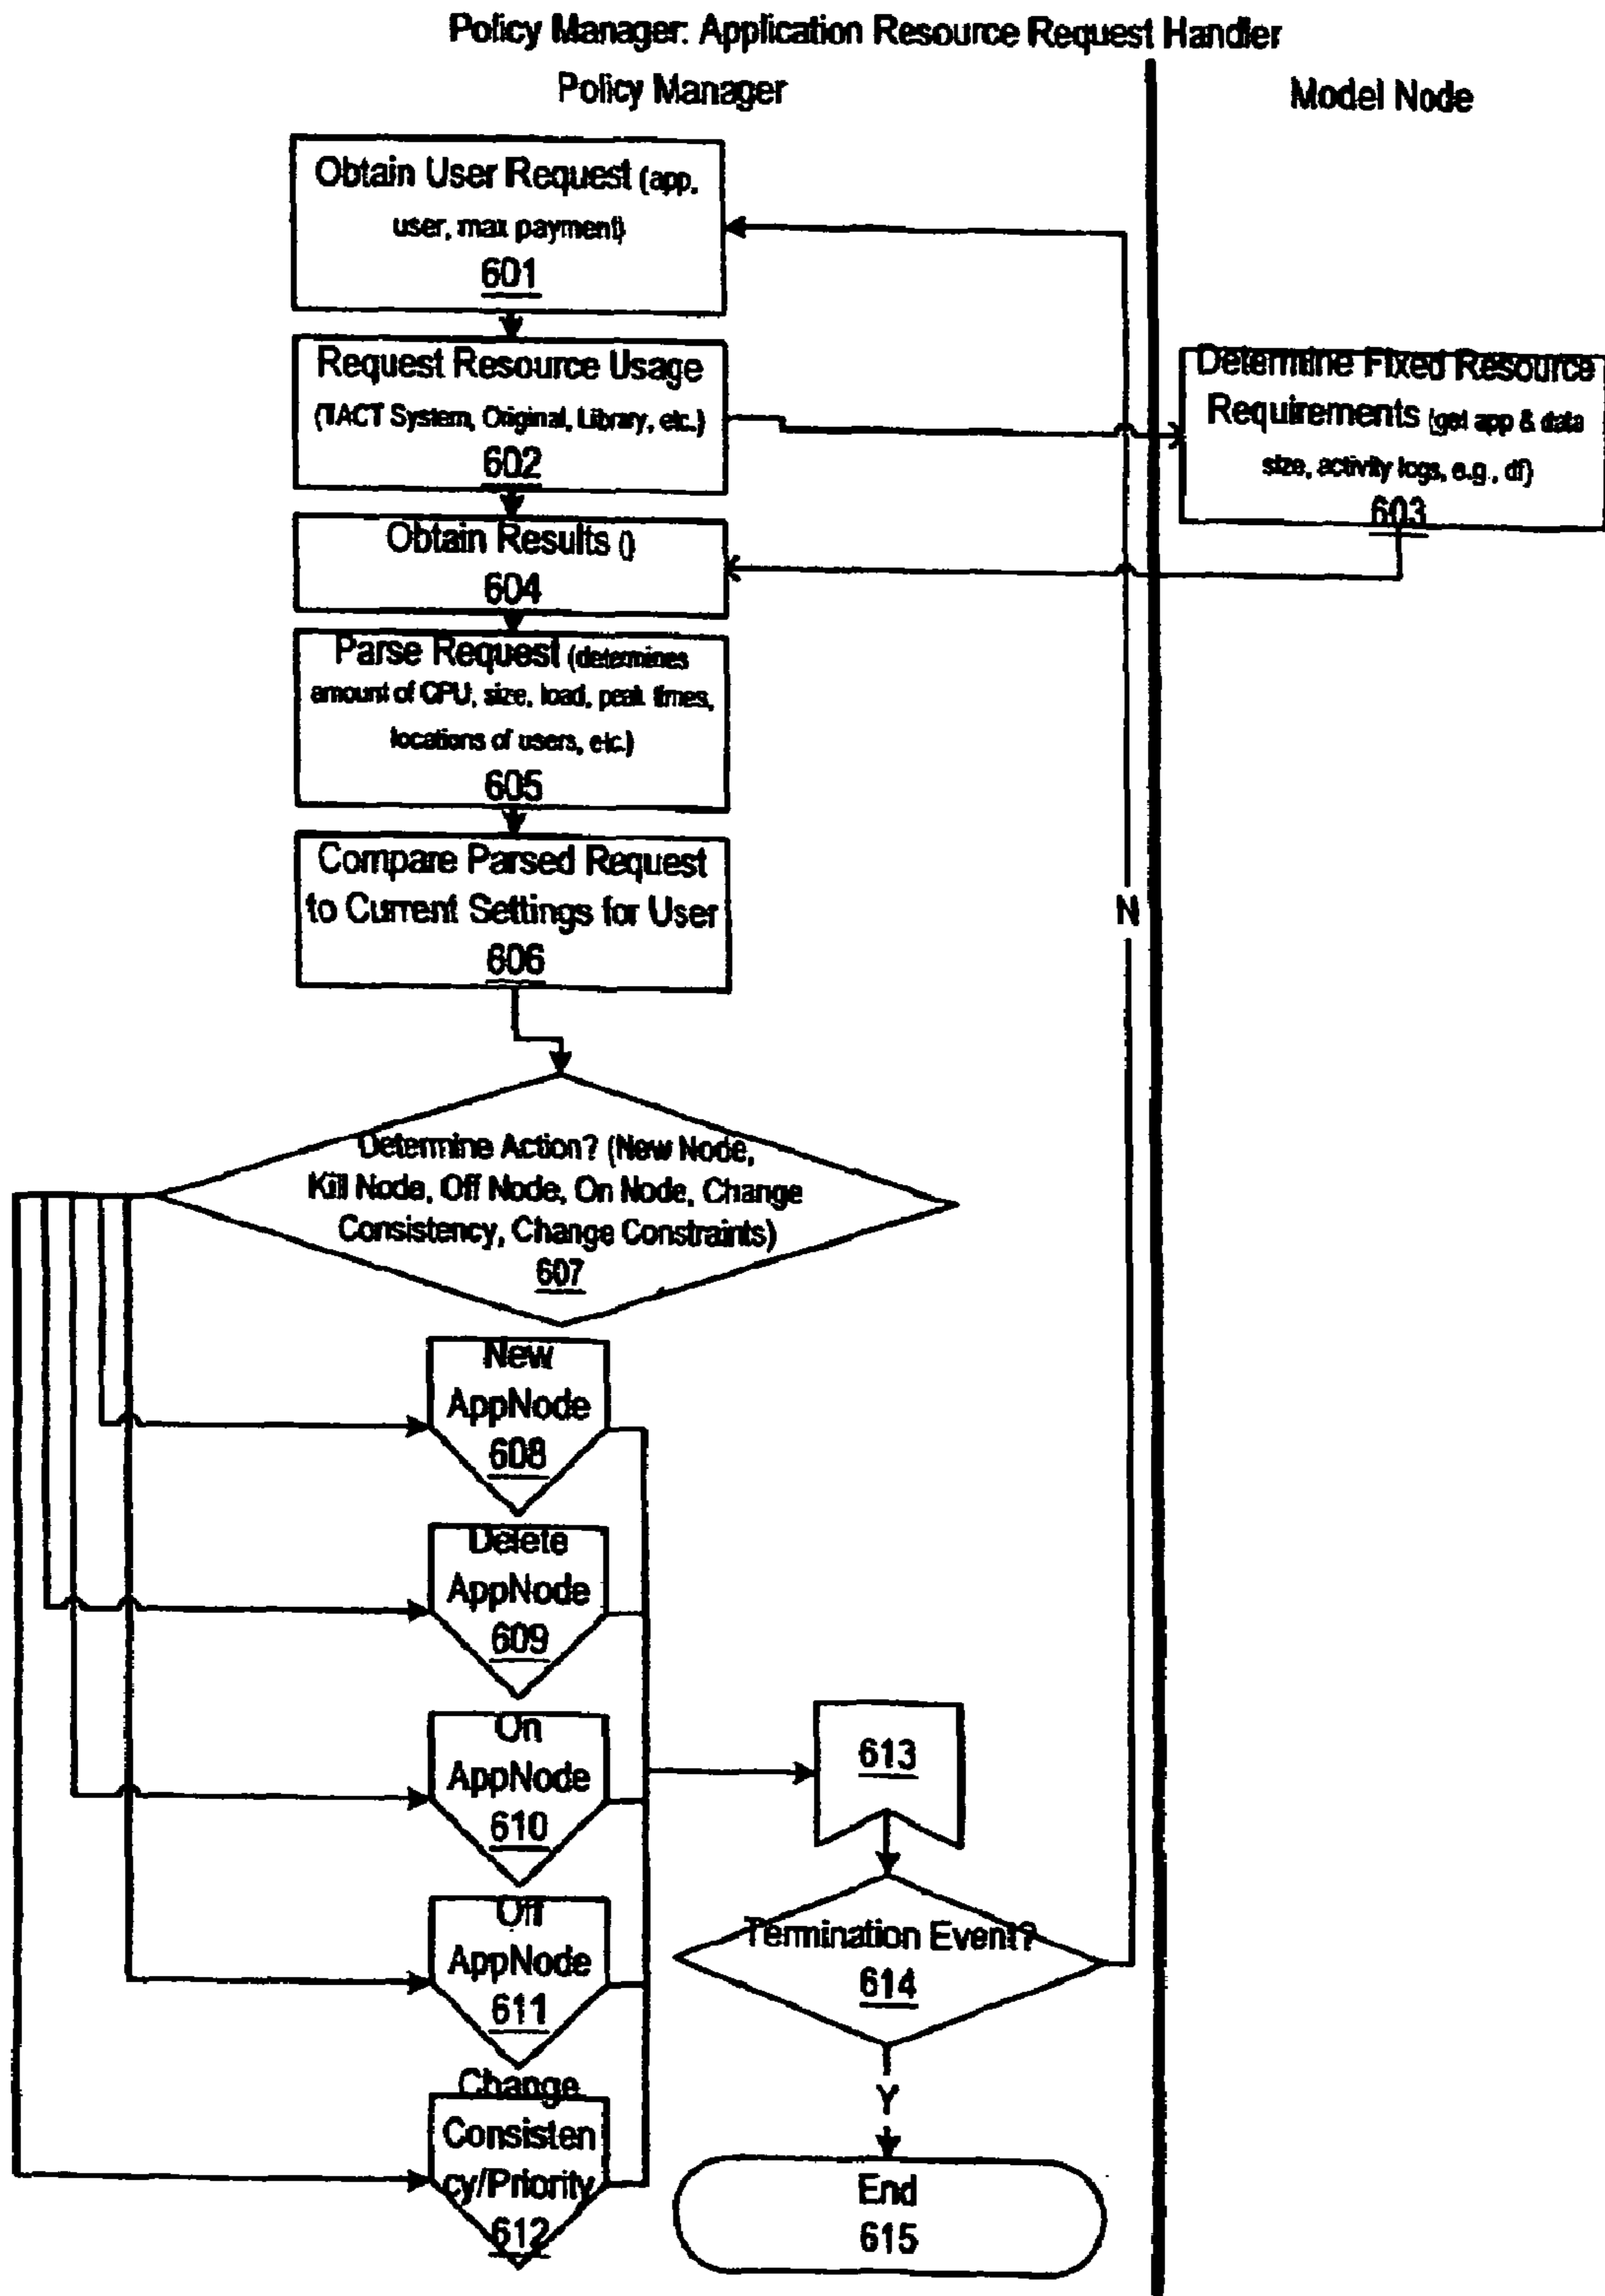 Policy Manager: Application Resource Request Handler
Policy Manager
Model Node
Obtain User Request (app,
user, max payment)
601
Request Resource Usage
(TACT System, Original, Library, etc.)
602
Determine Fixed Resource
Requirements (get app & data
size, activity logs, e.g., df)
603
Obtain Results ()
604
Parse Request (determines
amount of CPU, size, load, peak times,
locations of users, etc.)
605
Compare Parsed Request
to Current Settings for User
606
N
Determine Action? (New Node,
Kill Node, Off Node, On Node, Change
Consistency, Change Constraints)
607
New
AppNode
608
Delete
AppNode
609
On
AppNode
610
613
Off
AppNode
611
Termination Event?
614
Change
Consisten
cy/Priority
612
Y
End
615